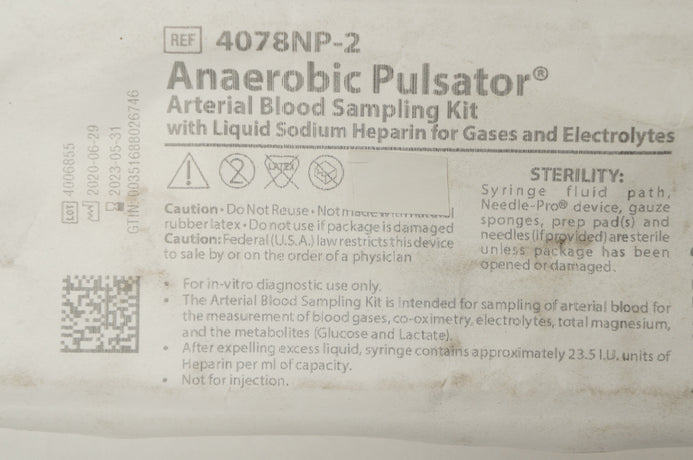 REF 4078NP-2
Anaerobic Pulsator®
Arterial Blood Sampling Kit
with Liquid Sodium Heparin for Gases and Electrolytes
LOT 4006855
2020-06-29
2023-05-31
GTIN: 00351688026746
2
LATEX
Caution • Do Not Reuse • Not made with natural
rubber latex • Do not use if package is damaged
Caution: Federal (U.S.A.) law restricts this device
to sale by or on the order of a physician
STERILITY:
Syringe fluid path,
Needle-Pro® device, gauze
sponges, prep pad(s) and
needles (if provided) are sterile
unless package has been
opened or damaged.
• For in-vitro diagnostic use only.
• The Arterial Blood Sampling Kit is intended for sampling of arterial blood for
the measurement of blood gases, co-oximetry, electrolytes, total magnesium,
and the metabolites (Glucose and Lactate).
• After expelling excess liquid, syringe contains approximately 23.5 I.U. units of
Heparin per ml of capacity.
• Not for injection.